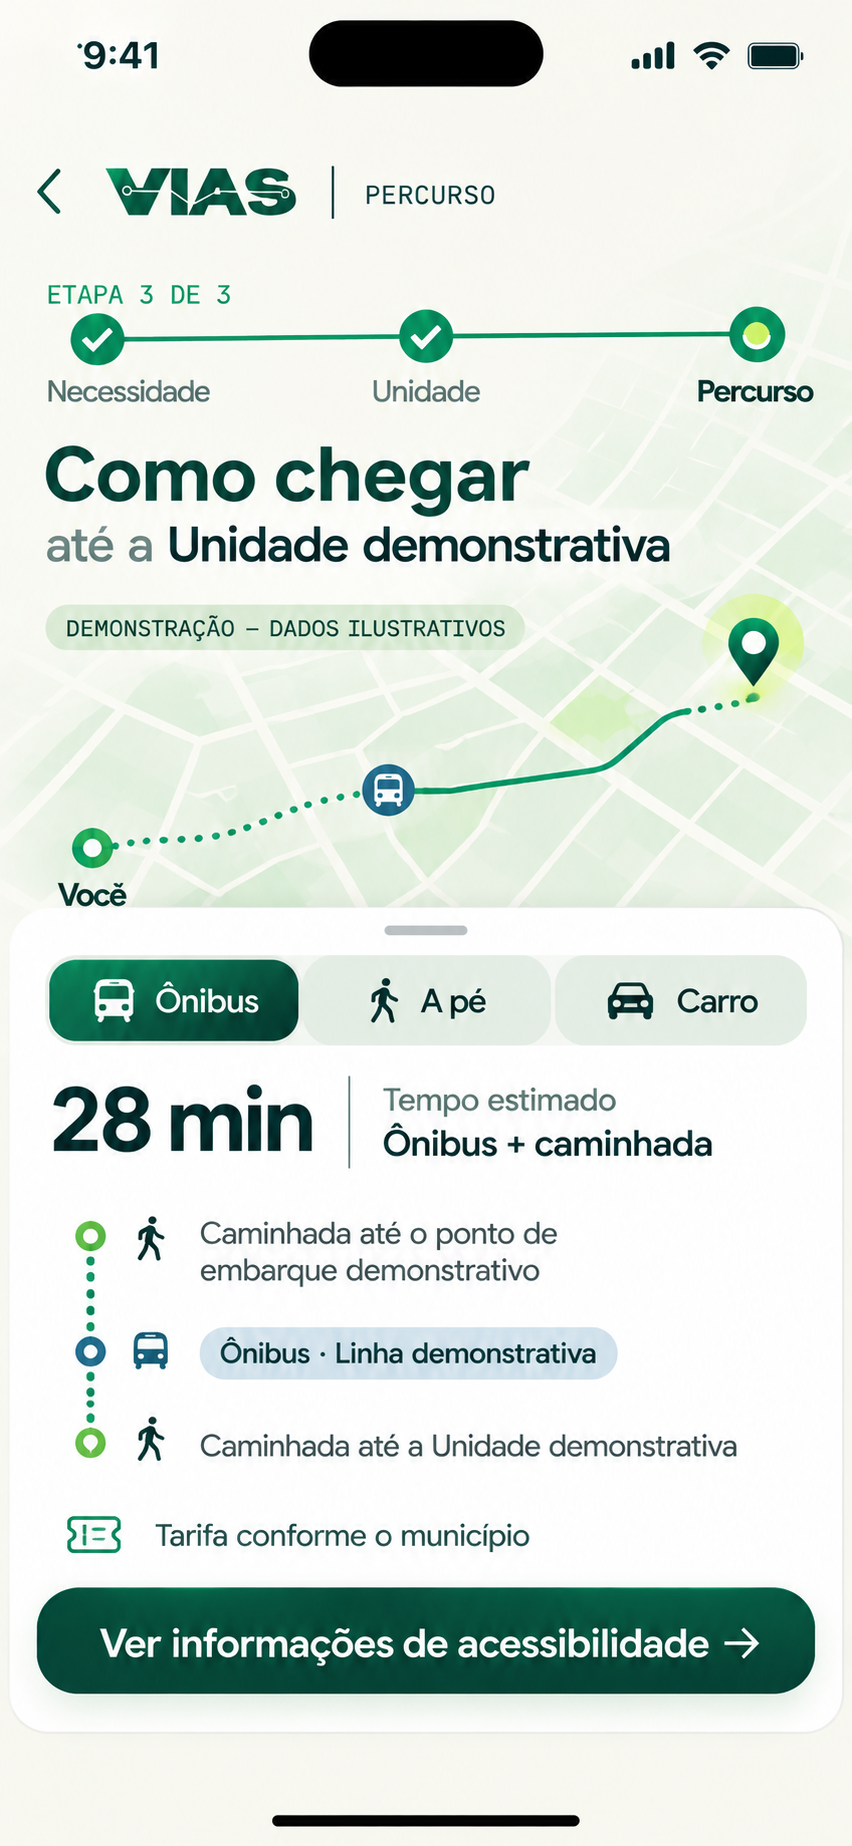 9:41
VIAS | PERCURSO
ETAPA 3 DE 3
Necessidade
Unidade
Percurso
Como chegar
até a Unidade demonstrativa
DEMONSTRAÇÃO – DADOS ILUSTRATIVOS
Vocě
Ônibus
A pé
Carro
28 min
Tempo estimado
Ônibus + caminhada
Caminhada até o ponto de
embarque demonstrativo
Ônibus · Linha demonstrativa
Caminhada até a Unidade demonstrativa
Tarifa conforme o município
Ver informações de acessibilidade →